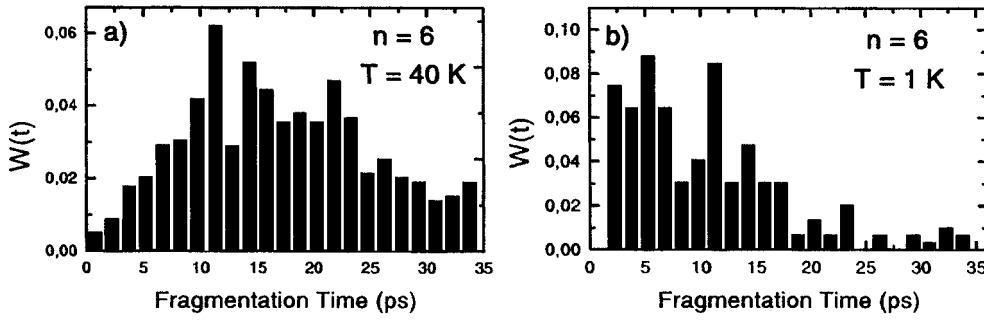 a)
n = 6
T = 40 K
W(t)
0,06
0,04
0,02
0,00
0 5 10 15 20 25 30 35
Fragmentation Time (ps)
b)
n = 6
T = 1 K
W(t)
0,10
0,08
0,06
0,04
0,02
0,00
0 5 10 15 20 25 30 35
Fragmentation Time (ps)